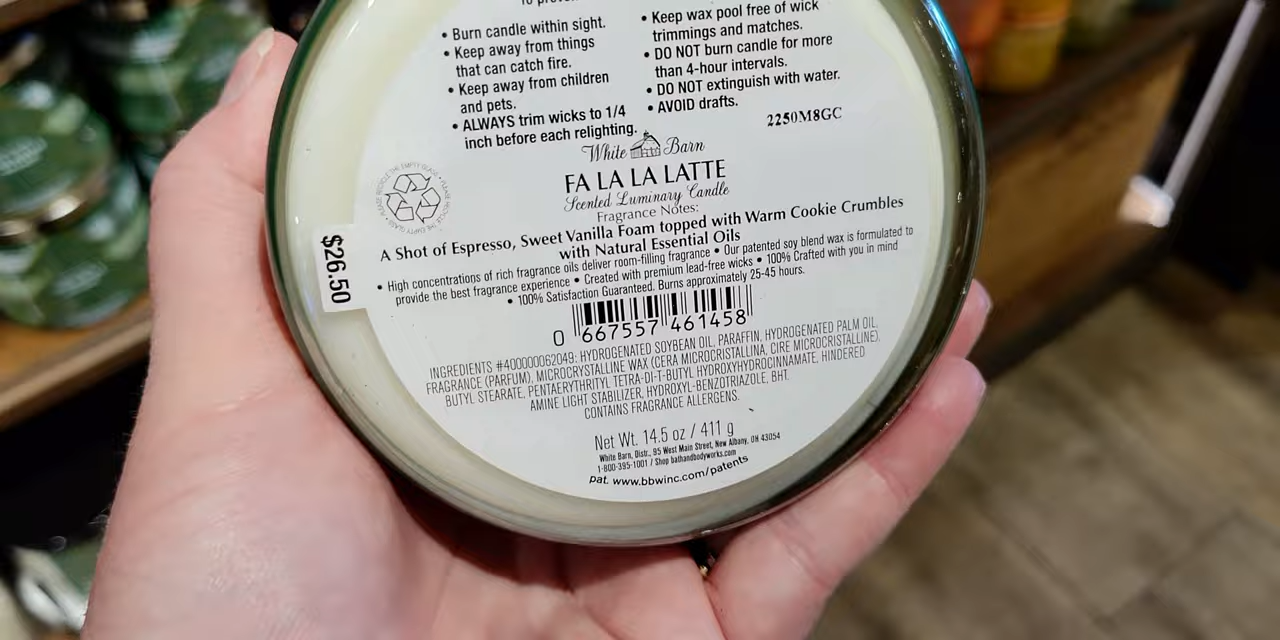 • Burn candle within sight.
• Keep away from things
that can catch fire.
• Keep away from children
and pets.
• ALWAYS trim wicks to 1/4
inch before each relighting.
• Keep wax pool free of wick
trimmings and matches.
• DO NOT burn candle for more
than 4-hour intervals.
• DO NOT extinguish with water.
• AVOID drafts.
2250M8GC
White Barn
FA LA LA LATTE
Scented Luminary Candle
Fragrance Notes:
A Shot of Espresso, Sweet Vanilla Foam topped with Warm Cookie Crumbles
with Natural Essential Oils
• High concentrations of rich fragrance oils deliver room-filling fragrance • Our patented soy blend wax is formulated to
provide the best fragrance experience • Created with premium lead-free wicks • 100% Crafted with you in mind
• 100% Satisfaction Guaranteed. Burns approximately 25-45 hours.
$26.50
0 667557 461458
INGREDIENTS #400000062049: HYDROGENATED SOYBEAN OIL, PARAFFIN, HYDROGENATED PALM OIL,
FRAGRANCE (PARFUM), MICROCRYSTALLINE WAX (CERA MICROCRISTALLINA, CIRE MICROCRISTALLINE),
BUTYL STEARATE, PENTAERYTHRITYL TETRA-DI-T-BUTYL HYDROXYHYDROCINNAMATE, HINDERED
AMINE LIGHT STABILIZER, HYDROXYL-BENZOTRIAZOLE, BHT.
CONTAINS FRAGRANCE ALLERGENS.
Net Wt. 14.5 oz / 411 g
White Barn, Distr., 95 West Main Street, New Albany, OH 43054
1-800-395-1001 / Shop bathandbodyworks.com
pat. www.bbwinc.com/patents